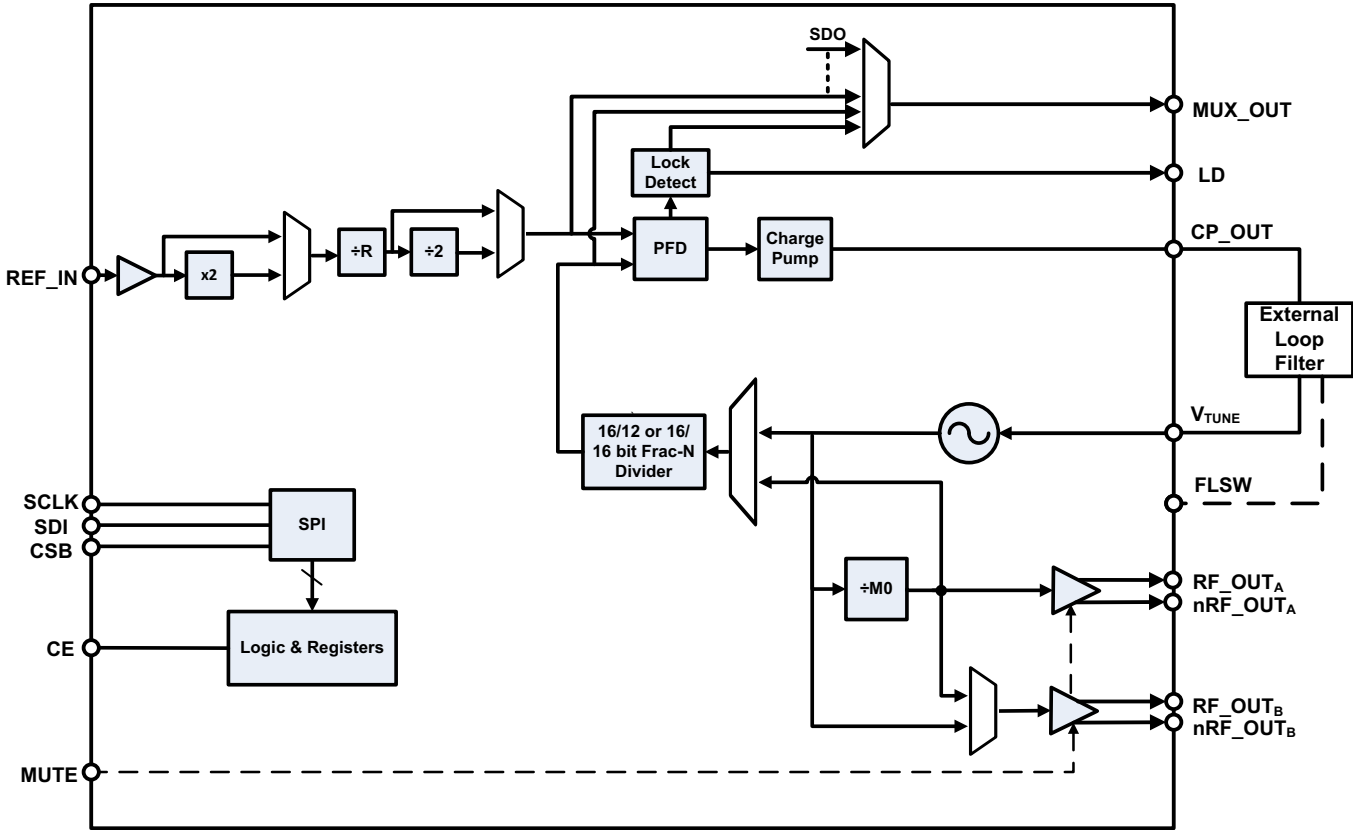 SDO
MUX_OUT
Lock
Detect
LD
CP_OUT
REF_IN
x2
÷R
÷2
PFD
Charge
Pump
External
Loop
Filter
VTUNE
16/12 or 16/
16 bit Frac-N
Divider
FLSW
SCLK
SDI
CSB
SPI
÷M0
RF_OUTA
nRF_OUTA
CE
Logic & Registers
RF_OUTB
nRF_OUTB
MUTE